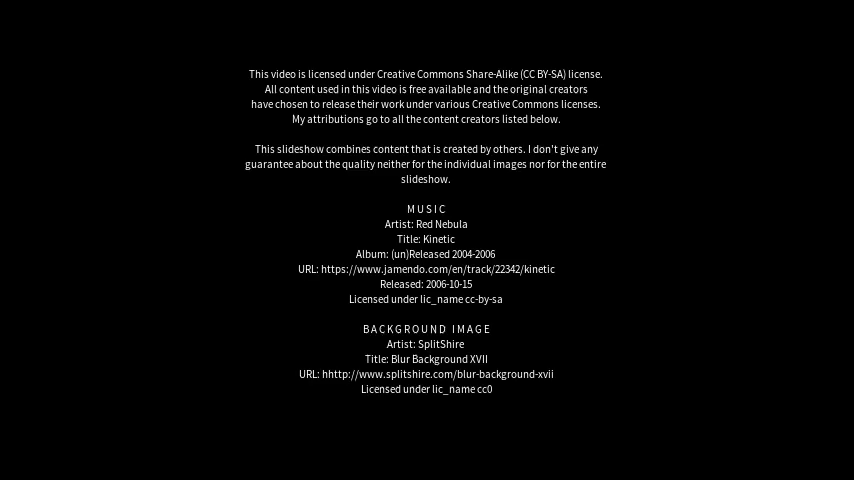 This video is licensed under Creative Commons Share-Alike (CC BY-SA) license.
All content used in this video is free available and the original creators
have chosen to release their work under various Creative Commons licenses.
My attributions go to all the content creators listed below.
This slideshow combines content that is created by others. I don't give any
guarantee about the quality neither for the individual images nor for the entire
slideshow.
MUSIC
Artist: Red Nebula
Title: Kinetic
Album: (un)Released 2004-2006
URL: https://www.jamendo.com/en/track/22342/kinetic
Released: 2006-10-15
Licensed under lic_name cc-by-sa
BACKGROUND IMAGE
Artist: SplitShire
Title: Blur Background XVII
URL: hhttp://www.splitshire.com/blur-background-xvii
Licensed under lic_name cc0